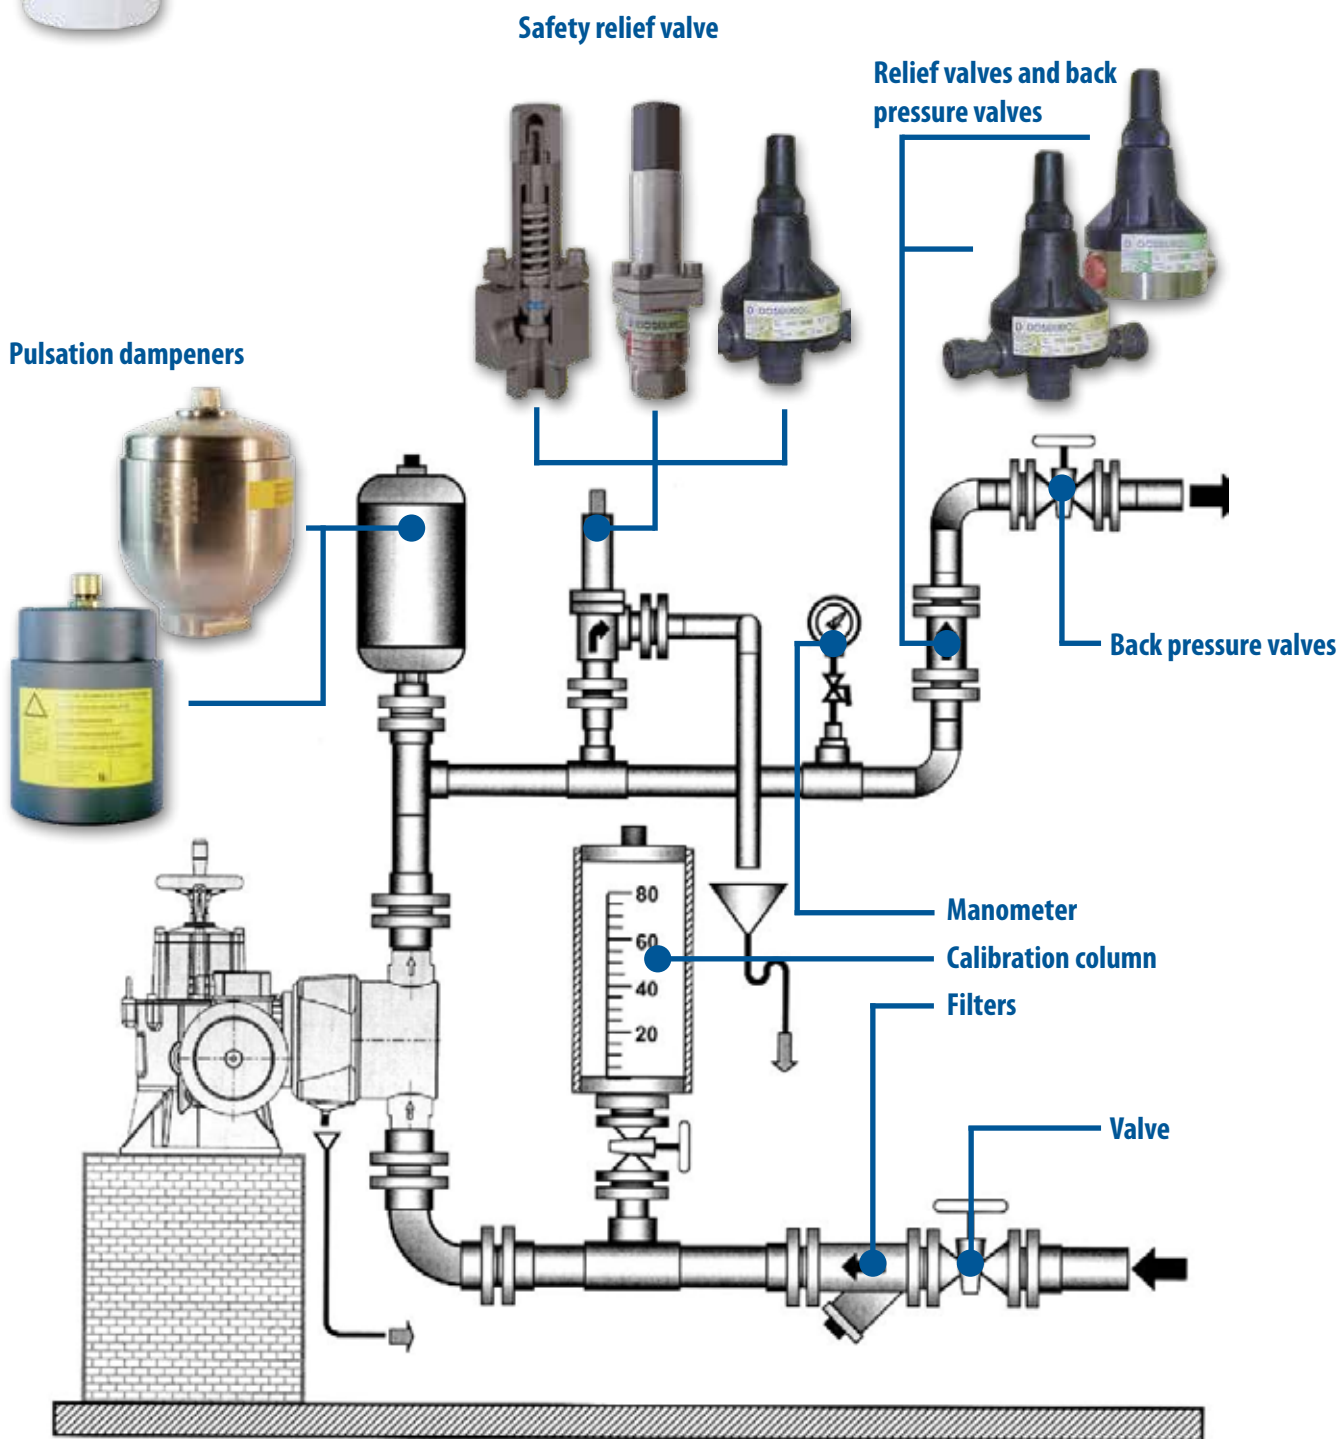 Safety relief valve
Relief valves and back
pressure valves
Pulsation dampeners
Back pressure valves
80
60
40
20
Manometer
Calibration column
Filters
Valve